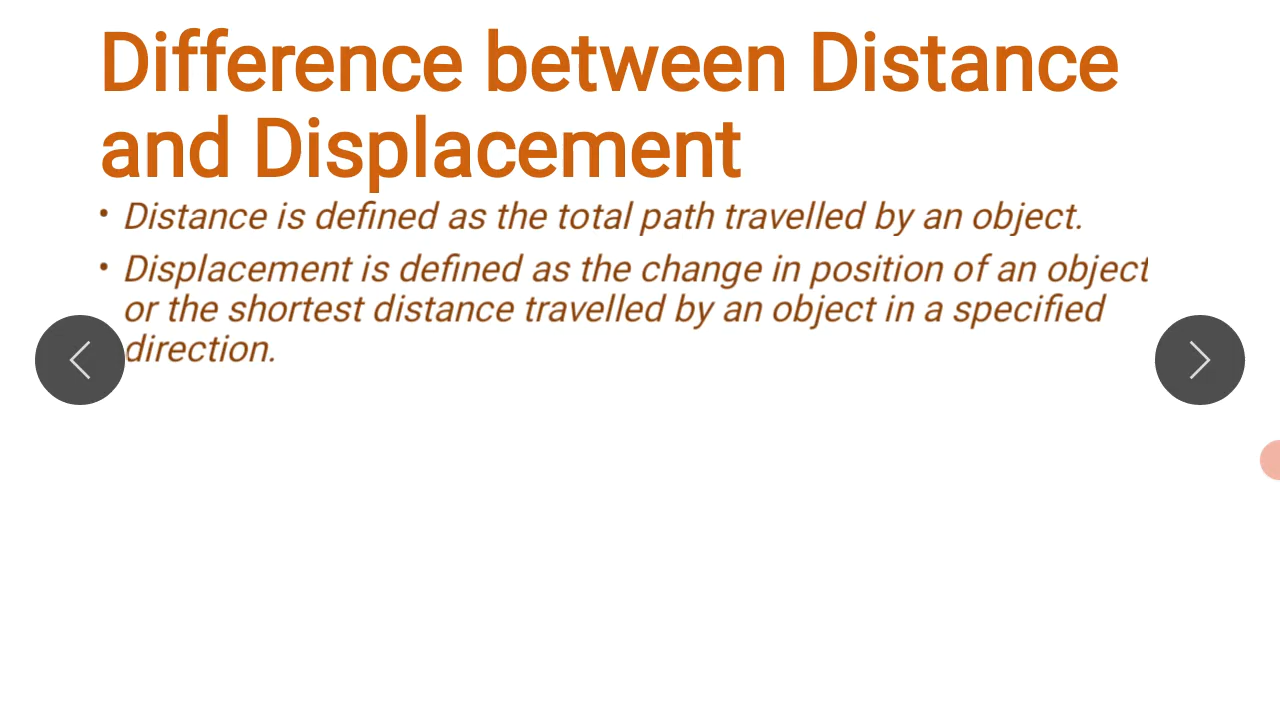 Difference between Distance
and Displacement
• Distance is defined as the total path travelled by an object.
• Displacement is defined as the change in position of an object
or the shortest distance travelled by an object in a specified
direction.